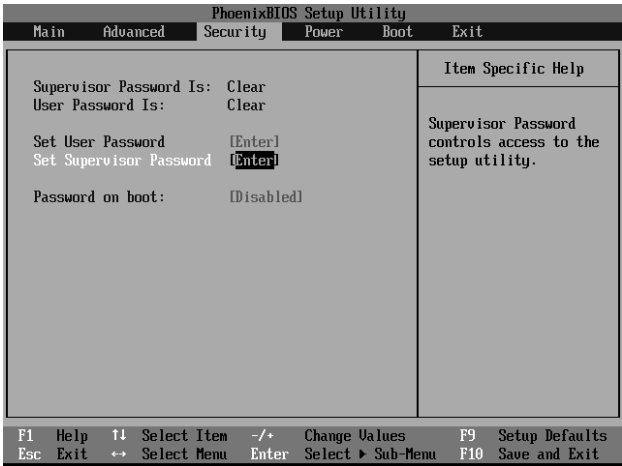 PhoenixBIOS Setup Utility
Main Advanced Security Power Boot Exit
Supervisor Password Is: Clear
User Password Is: Clear
Set User Password [Enter]
Set Supervisor Password [Enter]
Password on boot: [Disabled]
Item Specific Help
Supervisor Password
controls access to the
setup utility.
F1 Help ↑↓ Select Item -/+ Change Values F9 Setup Defaults
Esc Exit ↔ Select Menu Enter Select ▶ Sub-Menu F10 Save and Exit